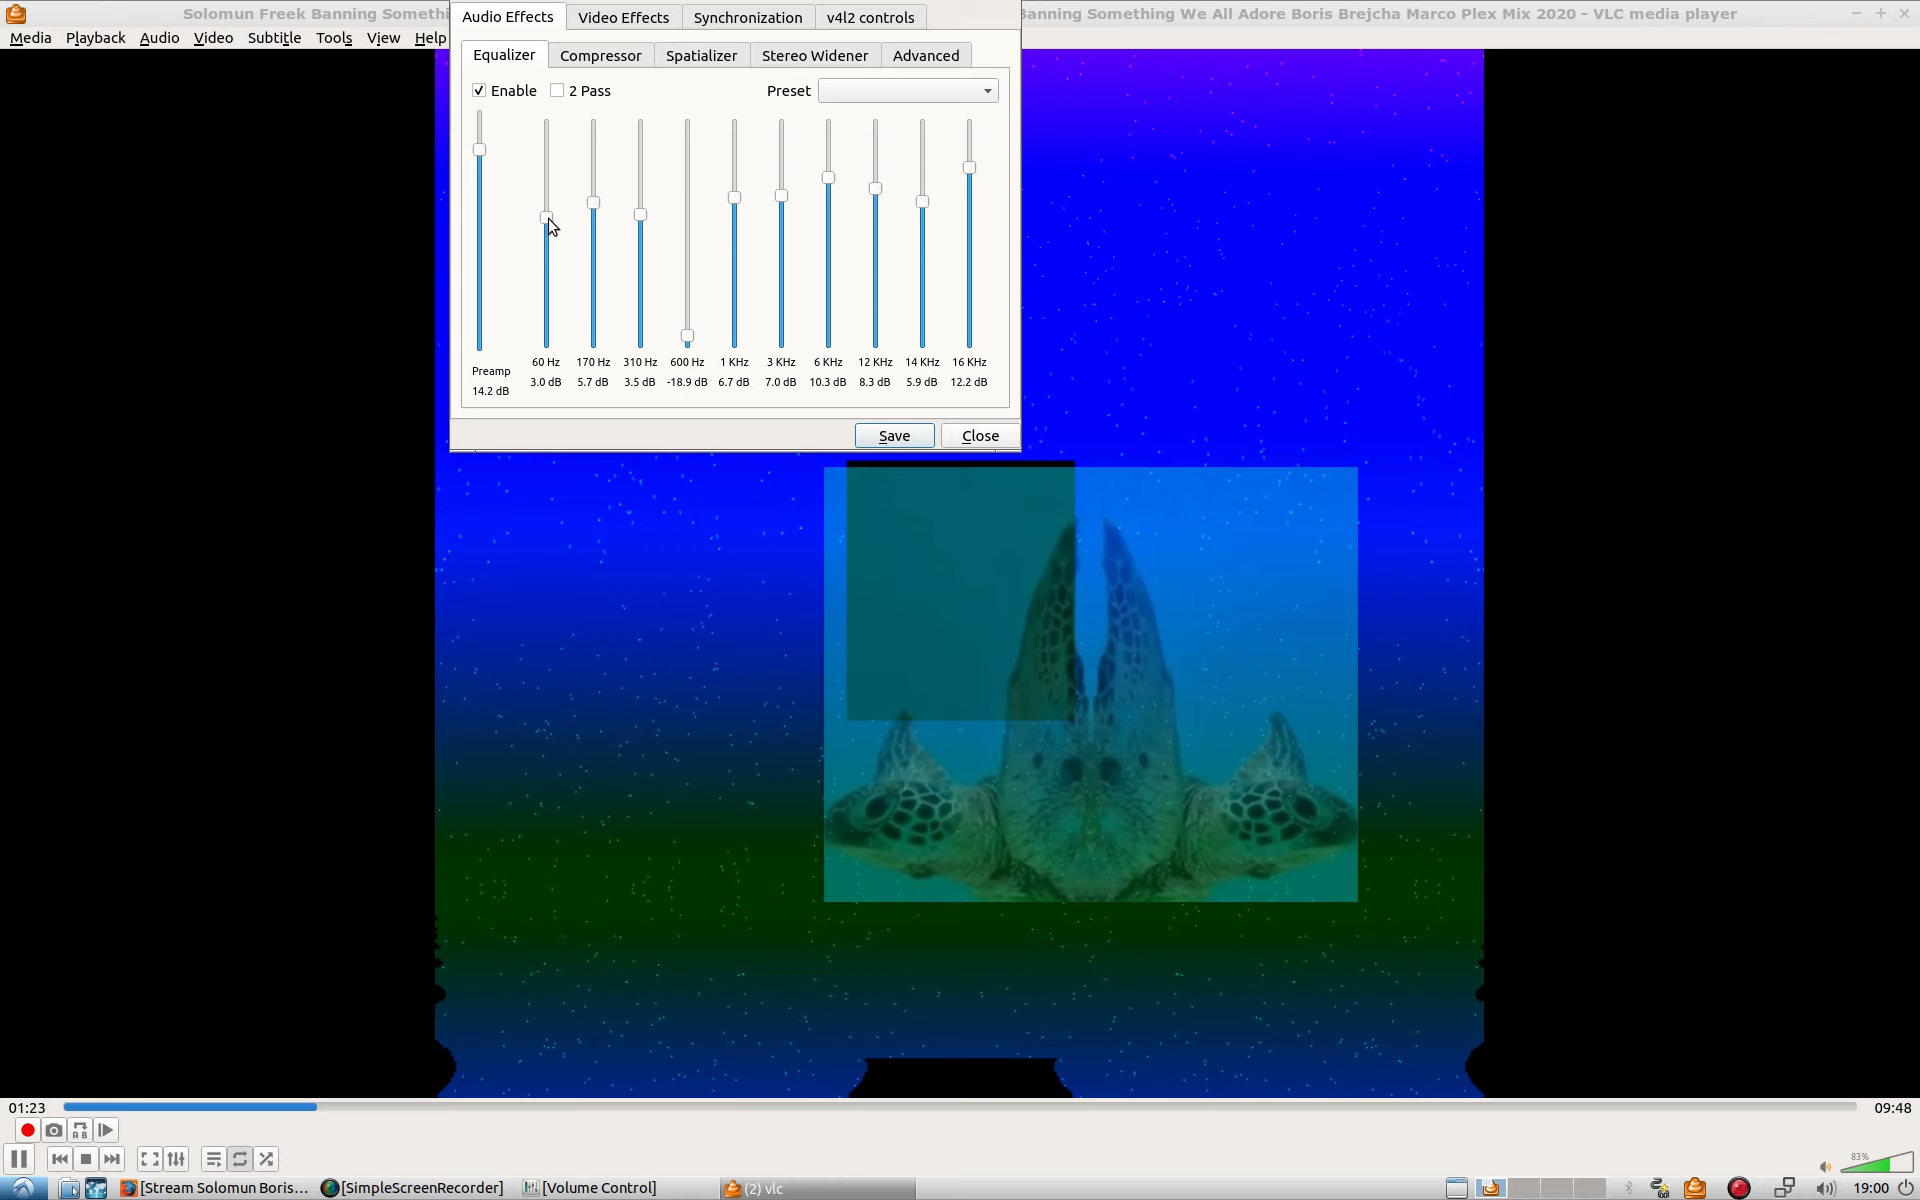 Solomun Freek Banning Somethi
Banning Something We All Adore Boris Brejcha Marco Plex Mix 2020 - VLC media player
Media Playback Audio Video Subtitle Tools View Help
Audio Effects Video Effects Synchronization v4l2 controls
Equalizer Compressor Spatializer Stereo Widener Advanced
Enable 2 Pass Preset
60 Hz 170 Hz 310 Hz 600 Hz 1 KHz 3 KHz 6 KHz 12 KHz 14 KHz 16 KHz
Preamp
3.0 dB 5.7 dB 3.5 dB -18.9 dB 6.7 dB 7.0 dB 10.3 dB 8.3 dB 5.9 dB 12.2 dB
14.2 dB
Save Close
01:23 09:48
A B
83%
[Stream Solomun Boris... [SimpleScreenRecorder] [Volume Control] (2) vlc 19:00